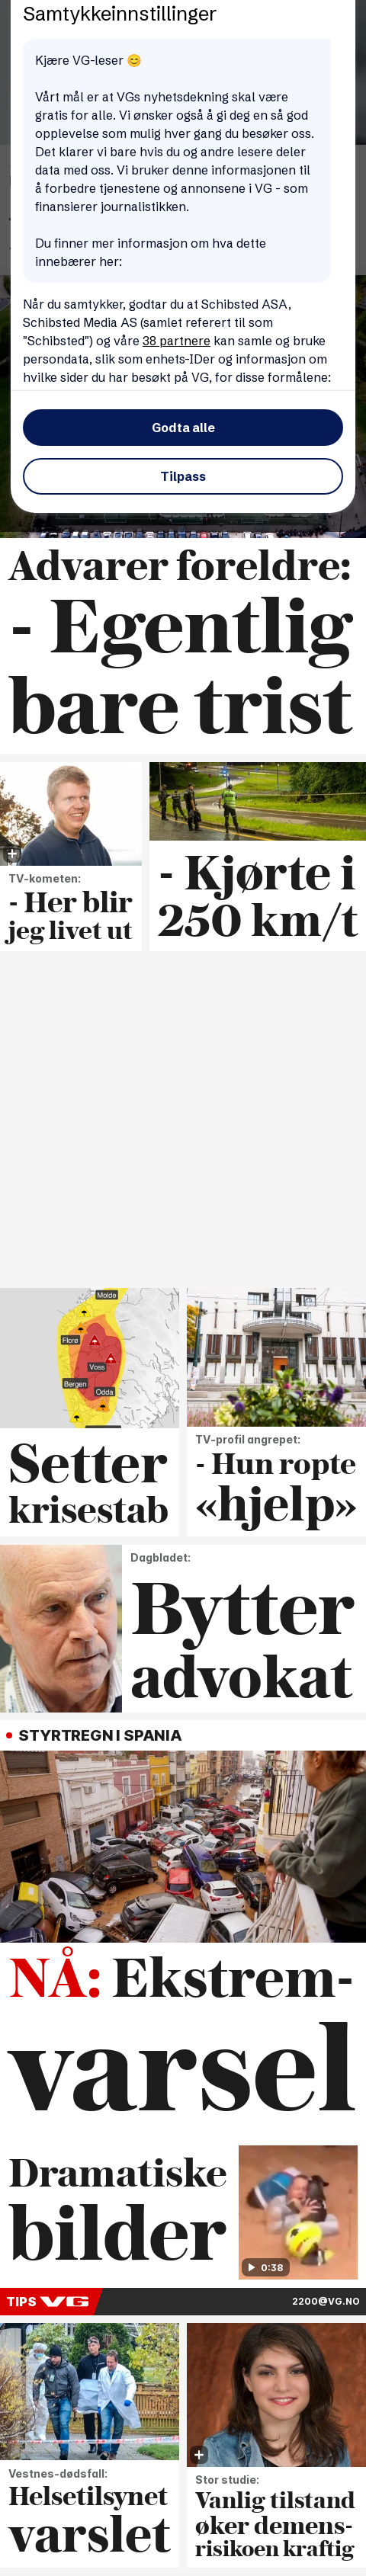 Samtykkeinnstillinger
Kjære VG-leser 😊
Vårt mål er at VGs nyhetsdekning skal være
gratis for alle. Vi ønsker også å gi deg en så god
opplevelse som mulig hver gang du besøker oss.
Det klarer vi bare hvis du og andre lesere deler
data med oss. Vi bruker denne informasjonen til
å forbedre tjenestene og annonsene i VG - som
finansierer journalistikken.
Du finner mer informasjon om hva dette
innebærer her:
Når du samtykker, godtar du at Schibsted ASA,
Schibsted Media AS (samlet referert til som
"Schibsted") og våre 38 partnere kan samle og bruke
persondata, slik som enhets-IDer og informasjon om
hvilke sider du har besøkt på VG, for disse formålene:
Godta alle
Tilpass
Advarer foreldre:
- Egentlig
bare trist
TV-kometen:
- Her blir
jeg livet ut
- Kjørte i
250 km/t
Molde
Florø
Voss
Bergen
Odda
Setter
krisestab
TV-profil angrepet:
- Hun ropte
«hjelp»
Dagbladet:
Bytter
advokat
STYRTREGN I SPANIA
NÅ: Ekstrem-
varsel
Dramatiske
bilder
0:38
TIPS VG
2200@VG.NO
Vestnes-dødsfall:
Helsetilsynet
varslet
Stor studie:
Vanlig tilstand
øker demens-
risikoen kraftig